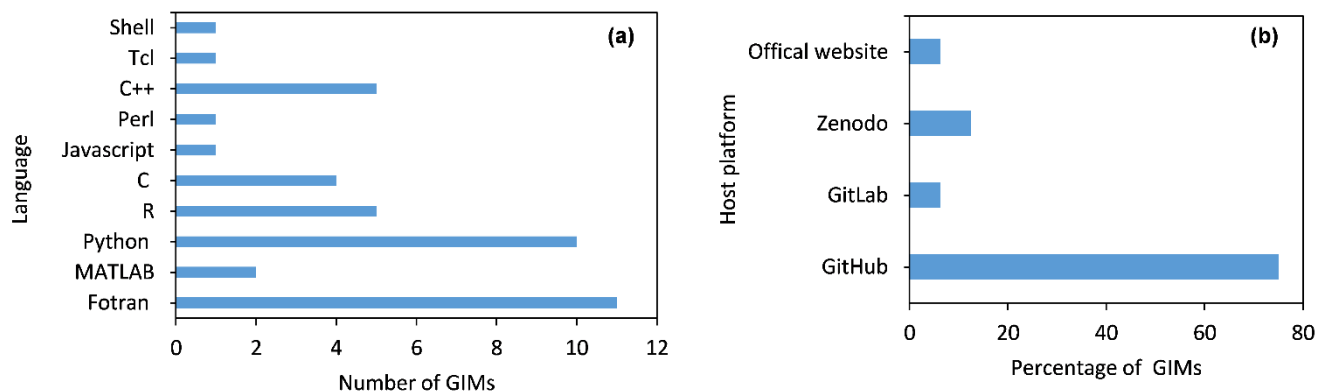 (a)
Language
Shell
Tcl
C++
Perl
Javascript
C
R
Python
MATLAB
Fotran
0 2 4 6 8 10 12
Number of GIMs
(b)
Host platform
Offical website
Zenodo
GitLab
GitHub
0 20 40 60 80
Percentage of GIMs